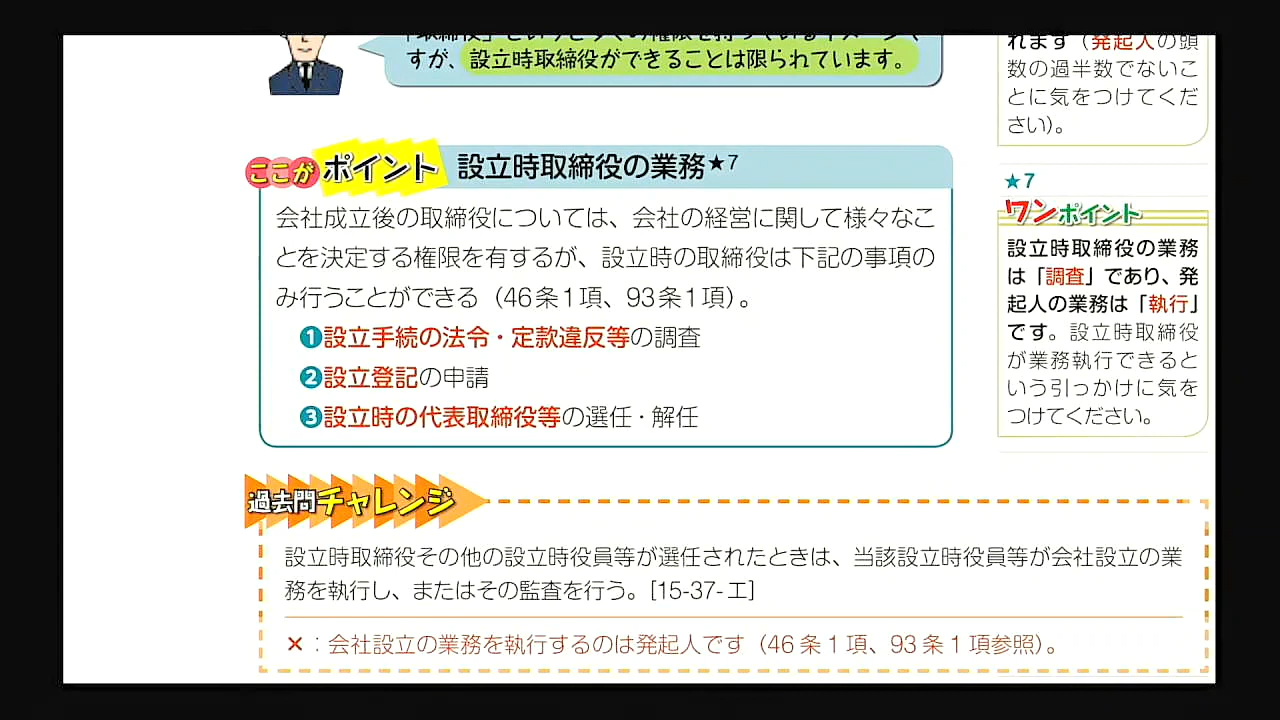 すが、設立時取締役ができることは限られています。
ここがポイント 設立時取締役の業務★7
会社成立後の取締役については、会社の経営に関して様々なこ
とを決定する権限を有するが、設立時の取締役は下記の事項の
み行うことができる（46条1項、93条1項）。
❶設立手続の法令・定款違反等の調査
❷設立登記の申請
❸設立時の代表取締役等の選任・解任
過去問チャレンジ
設立時取締役その他の設立時役員等が選任されたときは、当該設立時役員等が会社設立の業
務を執行し、またはその監査を行う。[15-37-エ]
×：会社設立の業務を執行するのは発起人です（46条1項、93条1項参照）。
れます（発起人の頭
数の過半数でないこ
とに気をつけてくだ
さい）。
★7
ワンポイント
設立時取締役の業務
は「調査」であり、発
起人の業務は「執行」
です。設立時取締役
が業務執行できると
いう引っかけに気を
つけてください。